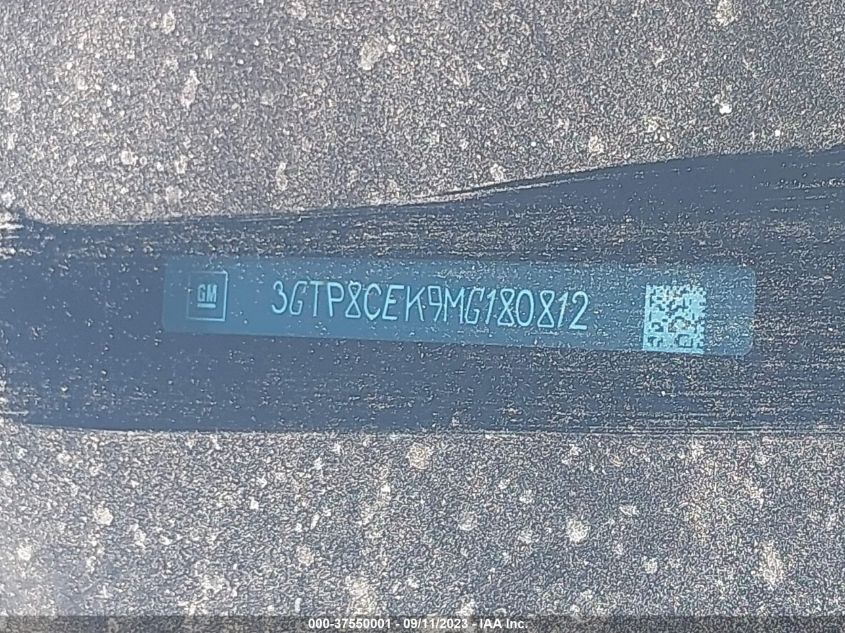 GM 3GTP8CEK9MG180812
000-37550001 - 09/11/2023 - IAA Inc.